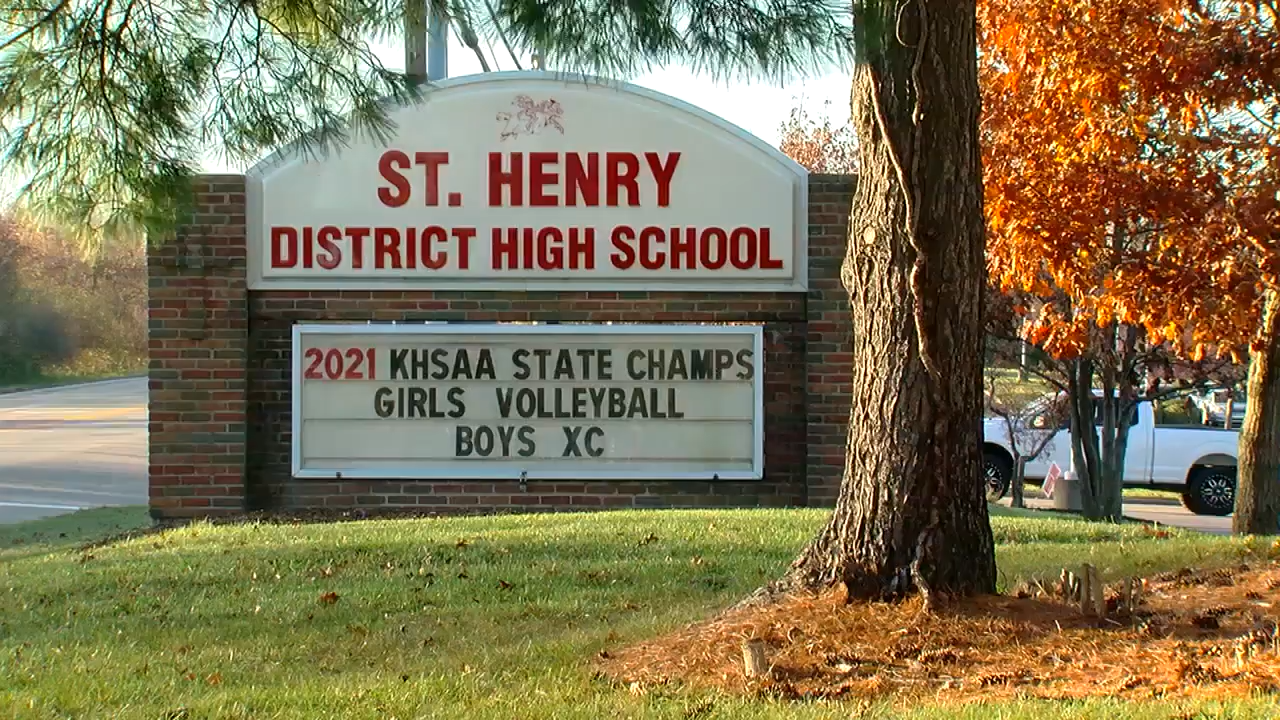 ST. HENRY
DISTRICT HIGH SCHOOL
2021 KHSAA STATE CHAMPS
GIRLS VOLLEYBALL
BOYS XC